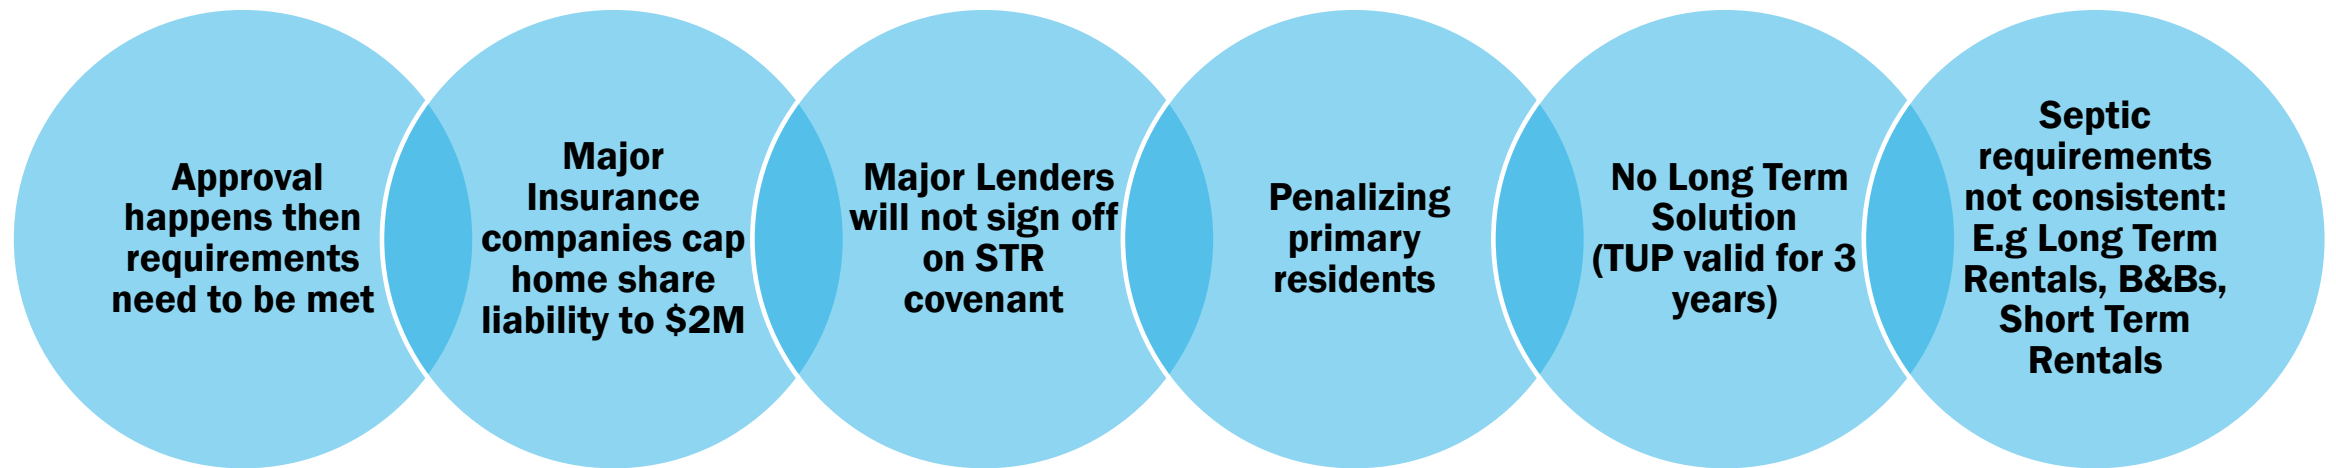 Approval
happens then
requirements
need to be met
Major
Insurance
companies cap
home share
liability to $2M
Major Lenders
will not sign off
on STR
covenant
Penalizing
primary
residents
No Long Term
Solution
(TUP valid for 3
years)
Septic
requirements
not consistent:
E.g Long Term
Rentals, B&Bs,
Short Term
Rentals